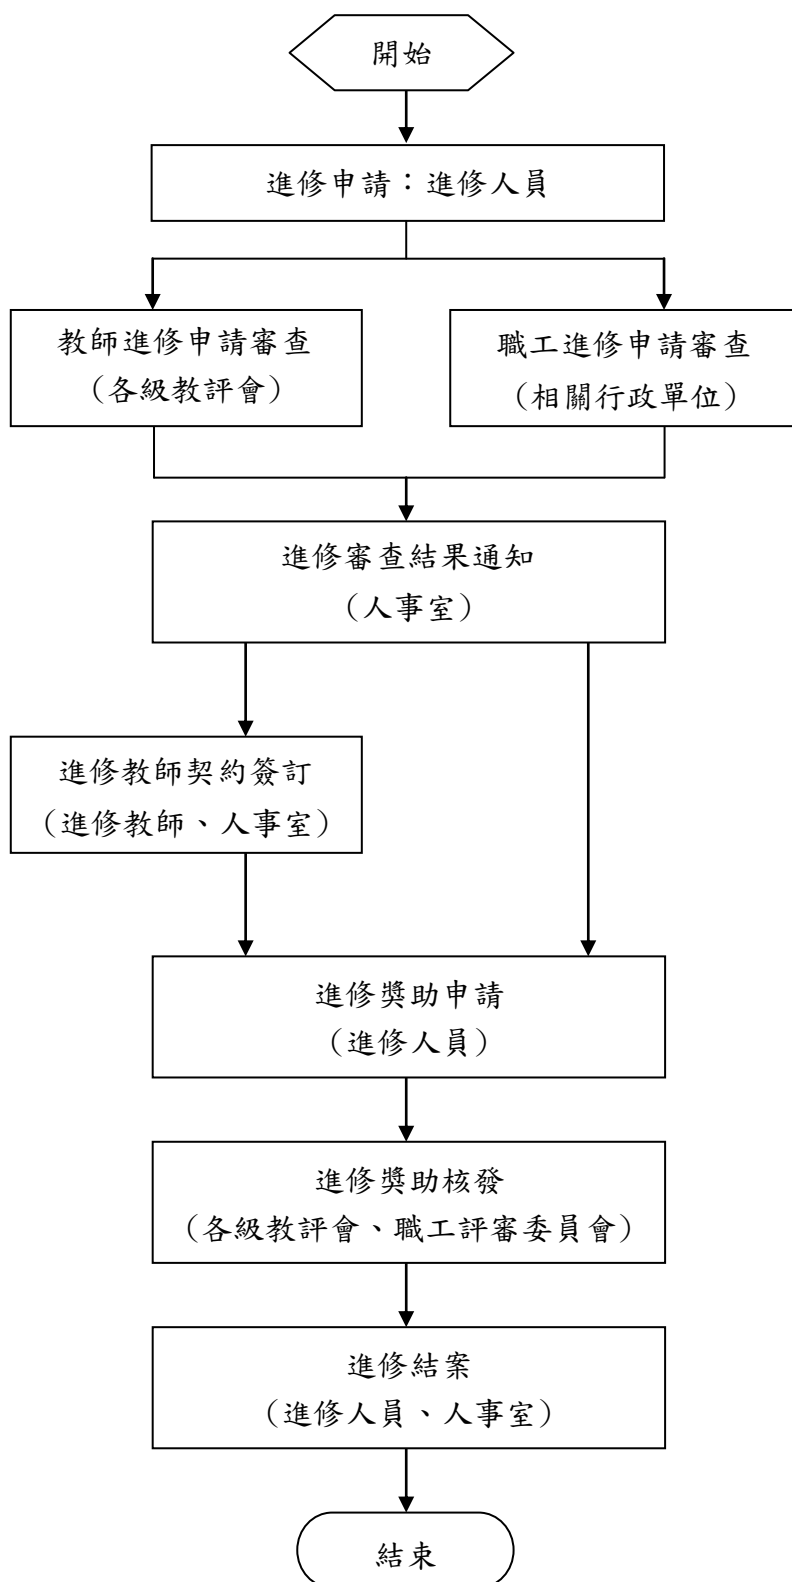 開始
進修申請：進修人員
教師進修申請審查
（各級教評會）
職工進修申請審查
（相關行政單位）
進修審查結果通知
（人事室）
進修教師契約簽訂
（進修教師、人事室）
進修獎助申請
（進修人員）
進修獎助核發
（各級教評會、職工評審委員會）
進修結案
（進修人員、人事室）
結束